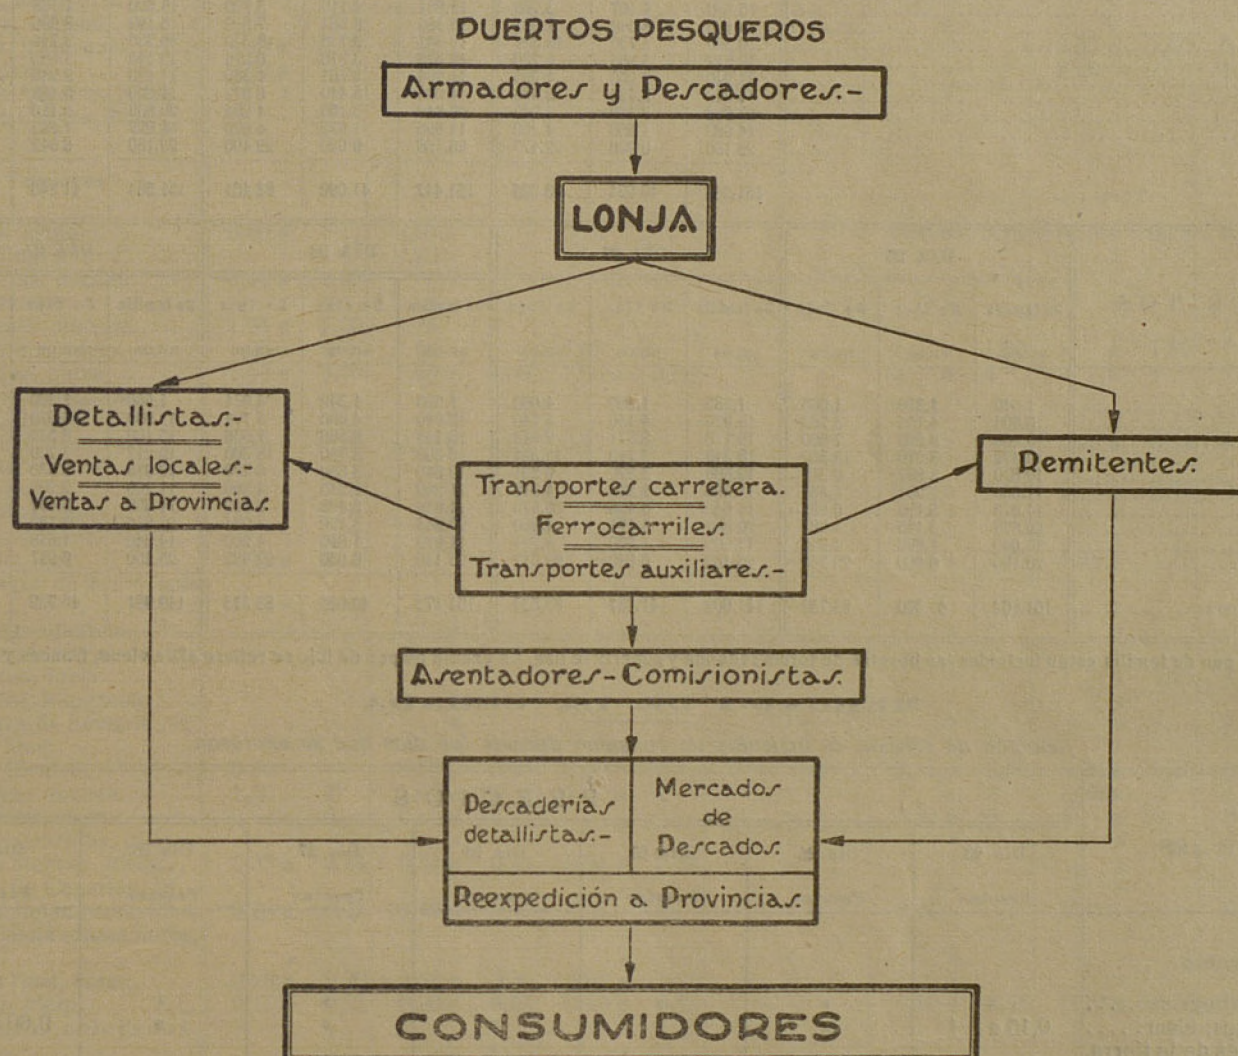 PUERTOS PESQUEROS
Armadores y Pescadores.-
LONJA
Detallistas.-
Ventas locales.-
Ventas a Provincias.
Transportes carretera.
Ferrocarriles.
Transportes auxiliares.-
Remitentes.
Asentadores-Comisionistas.
Pescaderías
detallistas.-
Mercados
de
Pescados.
Reexpedición a Provincias.
CONSUMIDORES